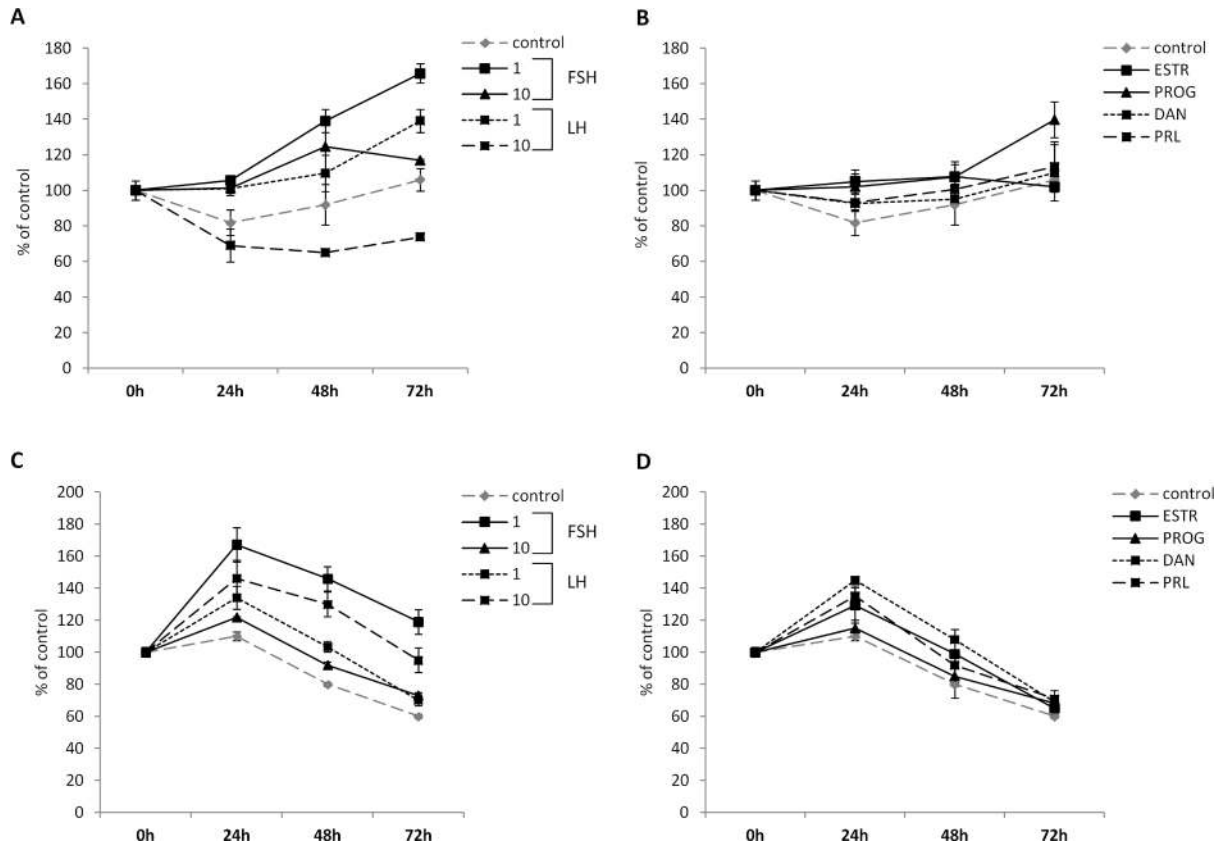 A
% of control
180
160
140
120
100
80
60
40
20
0
0h 24h 48h 72h
control
1
10
FSH
1
10
LH
B
% of control
180
160
140
120
100
80
60
40
20
0
0h 24h 48h 72h
control
ESTR
PROG
DAN
PRL
C
% of control
200
180
160
140
120
100
80
60
40
20
0
0h 24h 48h 72h
control
1
10
FSH
1
10
LH
D
% of control
200
180
160
140
120
100
80
60
40
20
0
0h 24h 48h 72h
control
ESTR
PROG
DAN
PRL